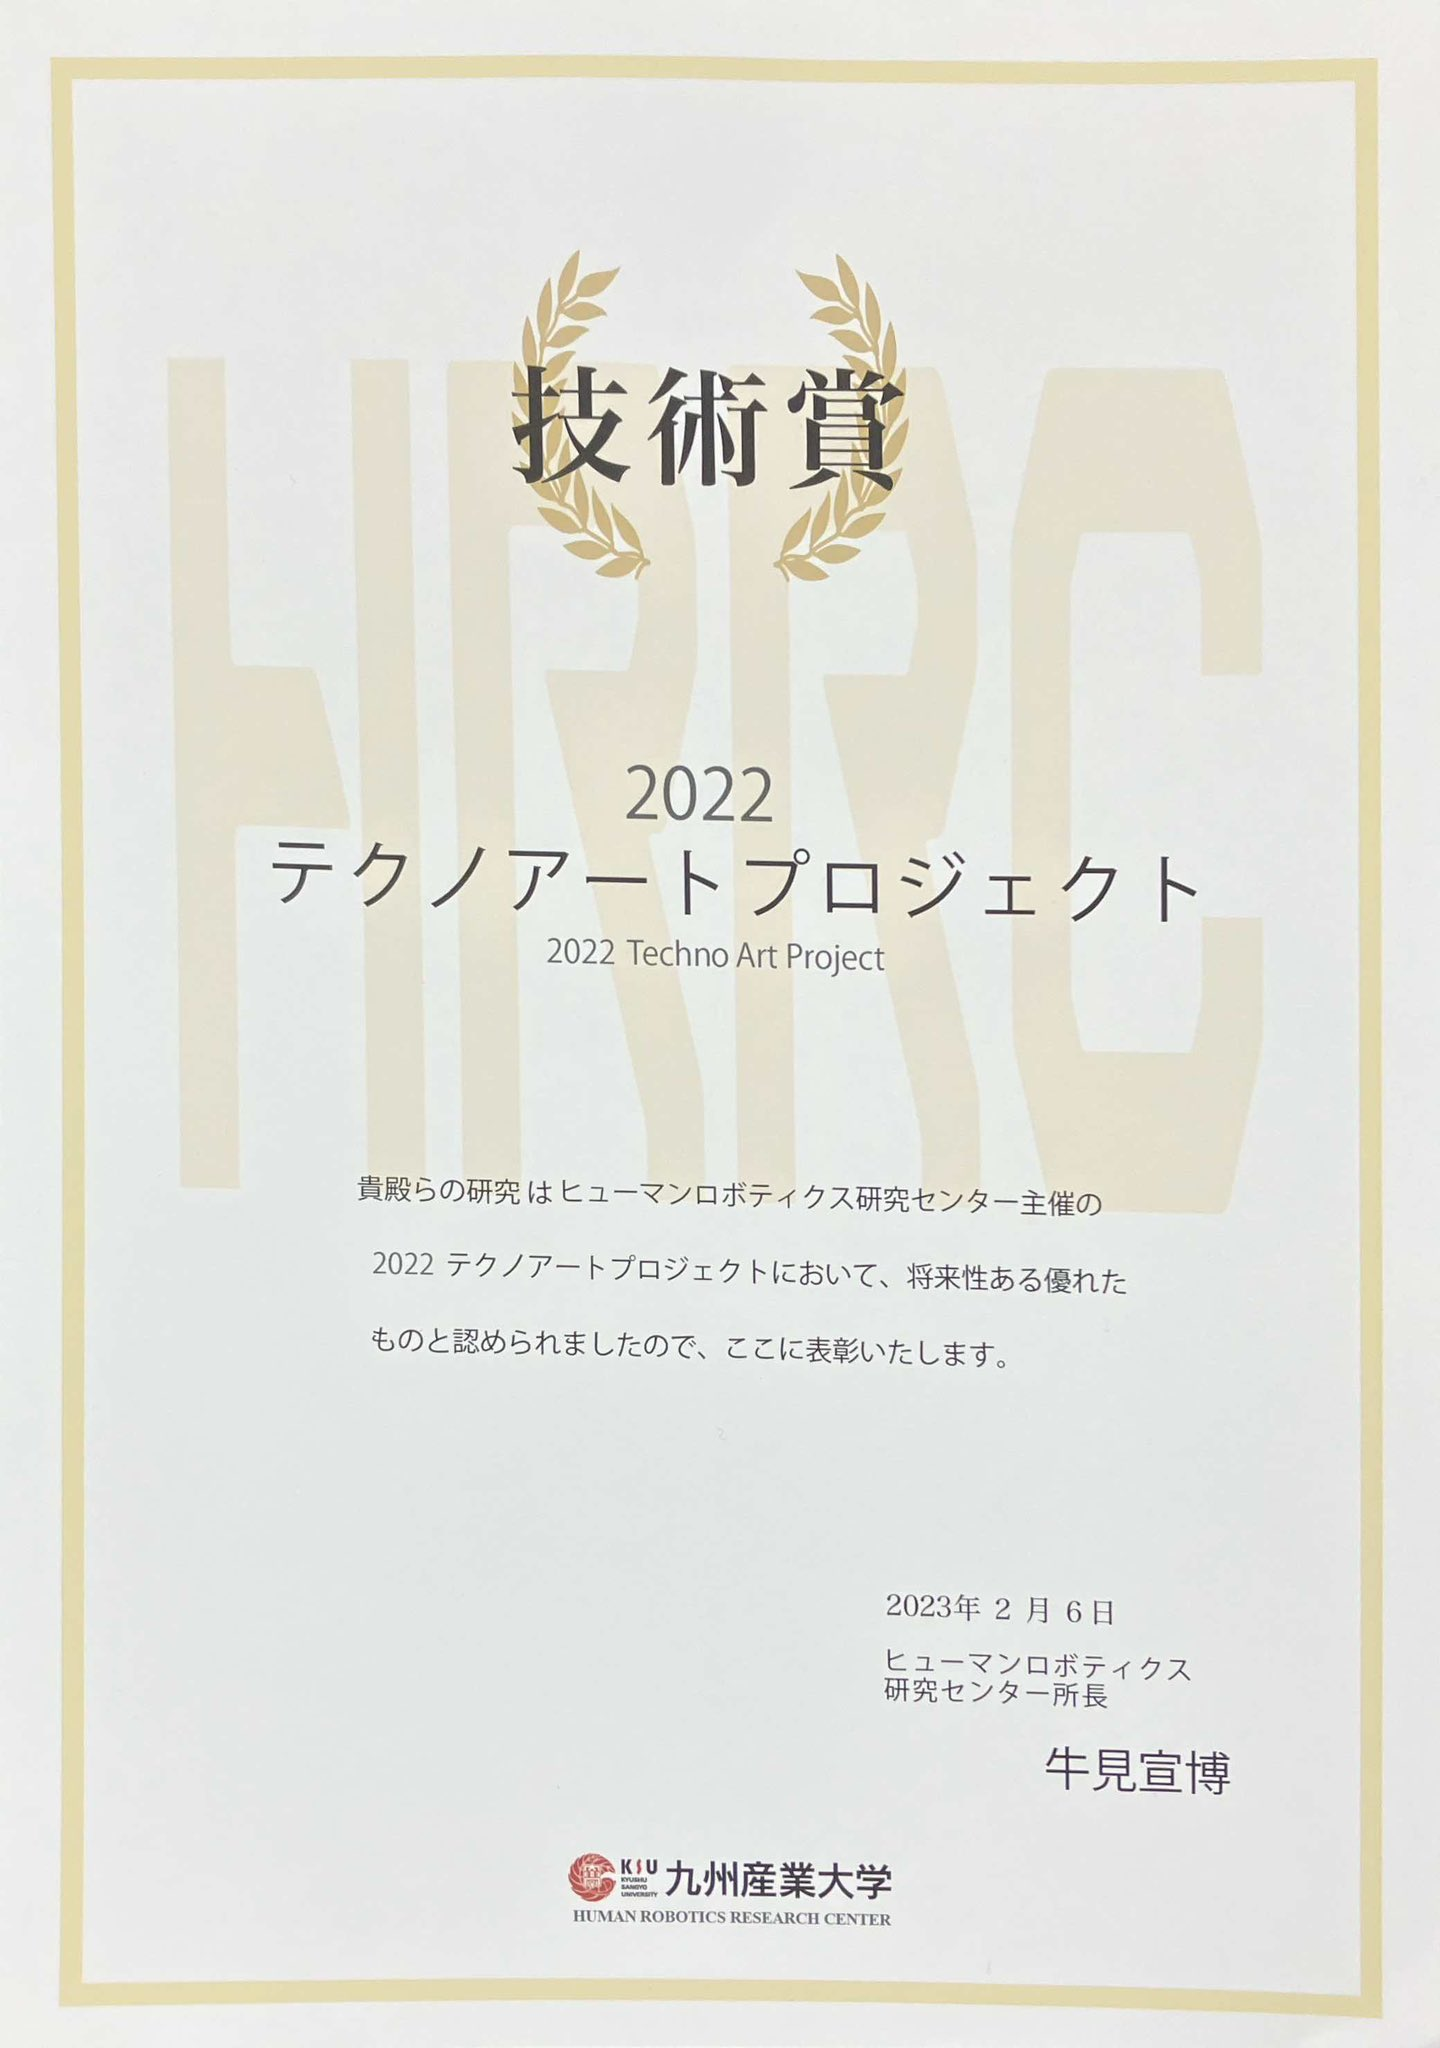 HRRC
技術賞
2022
テクノアートプロジェクト
2022 Techno Art Project
貴殿らの研究はヒューマンロボティクス研究センター主催の
2022 テクノアートプロジェクトにおいて、将来性ある優れた
ものと認められましたので、ここに表彰いたします。
2023年 2 月 6 日
ヒューマンロボティクス
研究センター所長
牛見宣博
KSU
KYUSHU
SANGYO
UNIVERSITY
九州産業大学
HUMAN ROBOTICS RESEARCH CENTER